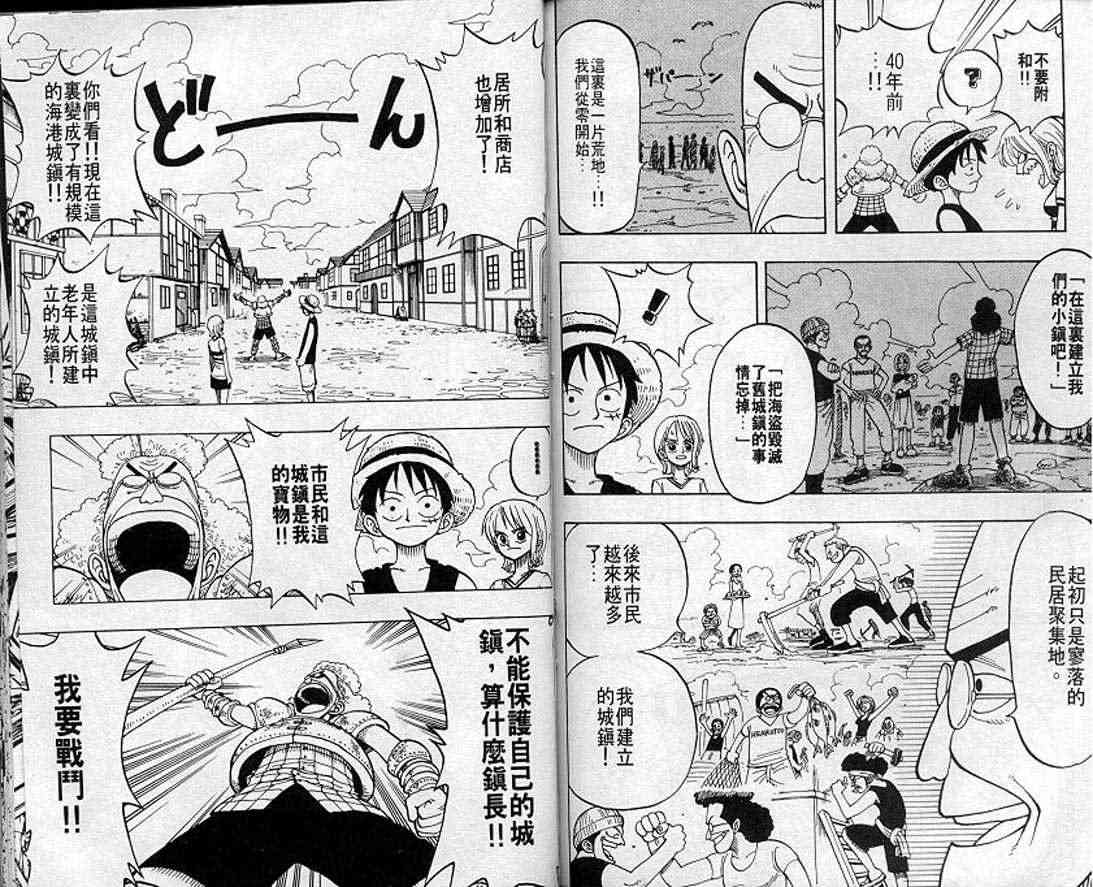 不要附
和!!
?
40
年前
…!!
這裏是一片荒地…!!
我們從零開始…
ザパーーン
「在這裏建立我
們的小鎮吧!」
「把海盜毀滅
了舊城鎮的事
情忘掉…」
!
起初只是寥落的
民居聚集地。
後來市民
越來越多
了…
我們建立
的城鎮!
居所和商店
也增加了!
どーん
你們看!!現在這
裏變成了有規模
的海港城鎮!!
是這城鎮中
老年人所建
立的城鎮!
……
市民和這
城鎮是我
的寶物!!
不能保護自己的城
鎮,算什麼鎮長!!
我要戰鬥!!